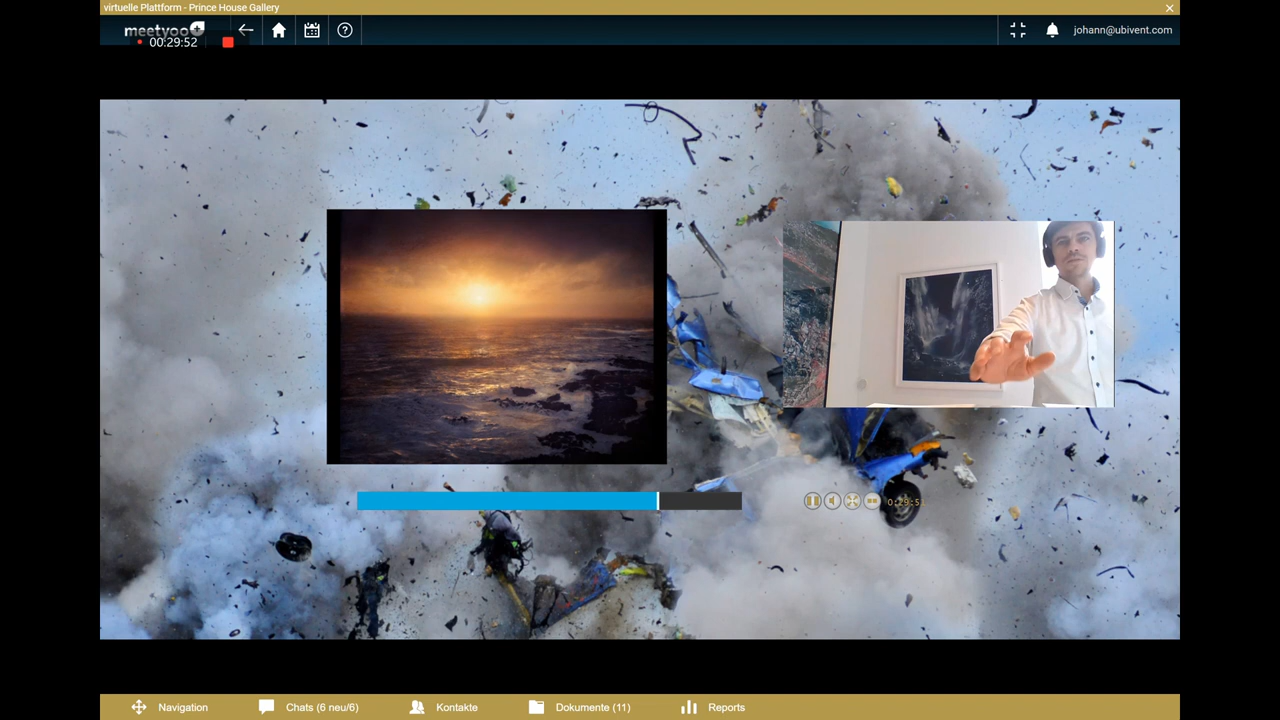 virtuelle Plattform - Prince House Gallery
meetyoo
00:29:52
johann@ubivent.com
Navigation
Chats (6 neu/6)
Kontakte
Dokumente (11)
Reports